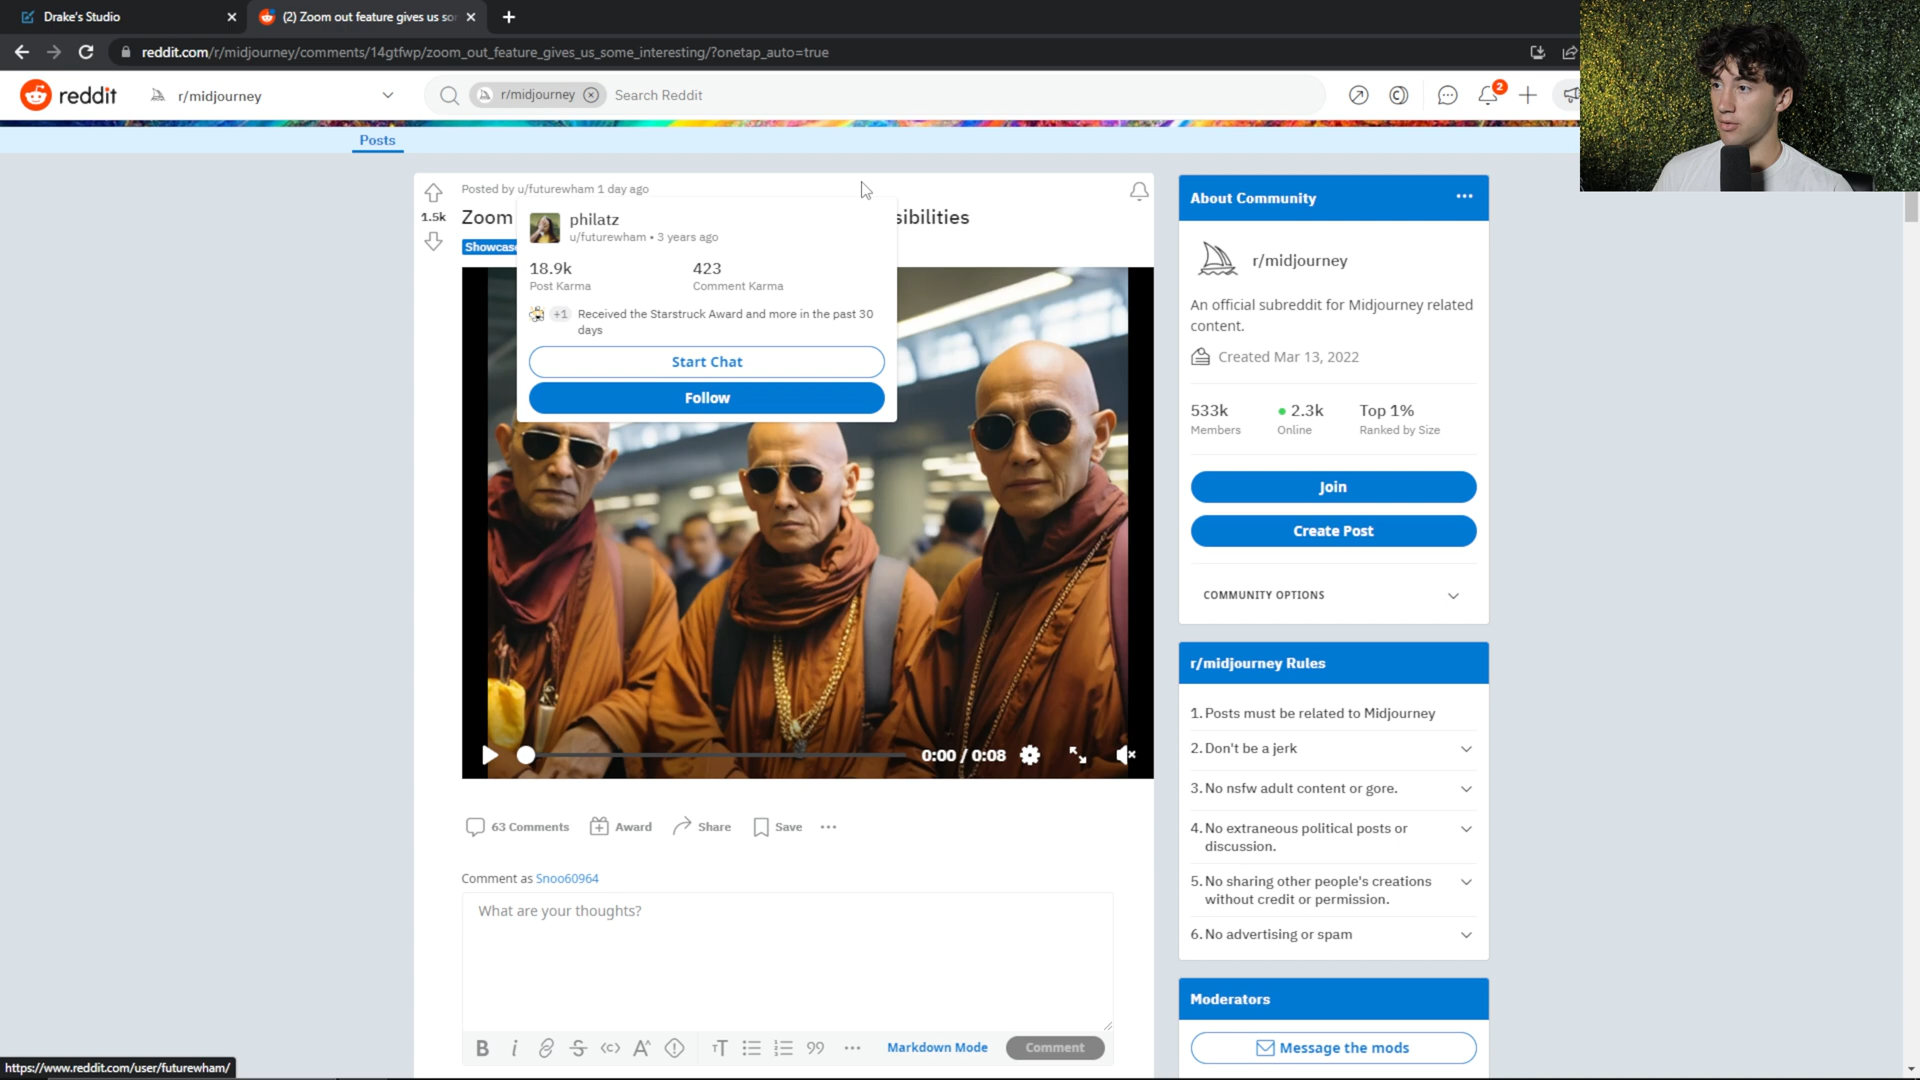 Drake's Studio
(2) Zoom out feature gives us so
reddit.com/r/midjourney/comments/14gtfwp/zoom_out_feature_gives_us_some_interesting/?onetap_auto=true
reddit
r/midjourney
r/midjourney
Search Reddit
2
Posts
Posted by u/futurewham 1 day ago
1.5k
Zoom
sibilities
Showcase
philatz
u/futurewham • 3 years ago
18.9k
423
Post Karma
Comment Karma
+1
Received the Starstruck Award and more in the past 30
days
Start Chat
Follow
0:00 / 0:08
63 Comments
Award
Share
Save
Comment as Snoo60964
What are your thoughts?
Markdown Mode
Comment
About Community
r/midjourney
An official subreddit for Midjourney related
content.
Created Mar 13, 2022
533k
2.3k
Top 1%
Members
Online
Ranked by Size
Join
Create Post
COMMUNITY OPTIONS
r/midjourney Rules
1. Posts must be related to Midjourney
2. Don't be a jerk
3. No nsfw adult content or gore.
4. No extraneous political posts or
discussion.
5. No sharing other people's creations
without credit or permission.
6. No advertising or spam
Moderators
Message the mods
https://www.reddit.com/user/futurewham/